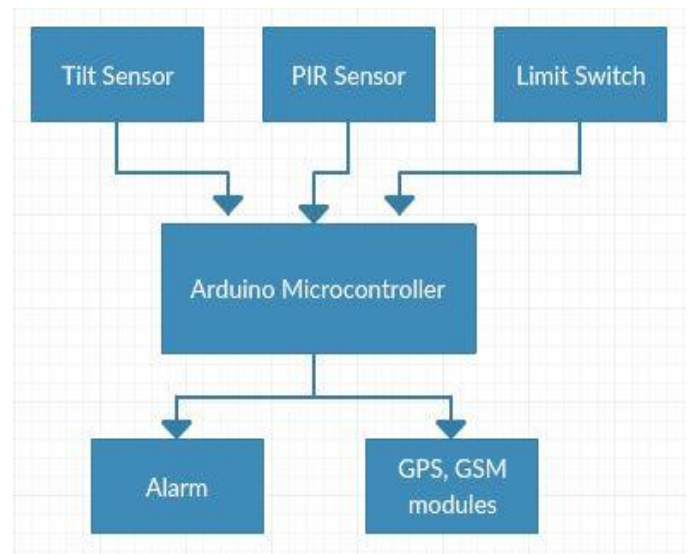 Tilt Sensor
PIR Sensor
Limit Switch
Arduino Microcontroller
Alarm
GPS, GSM
modules